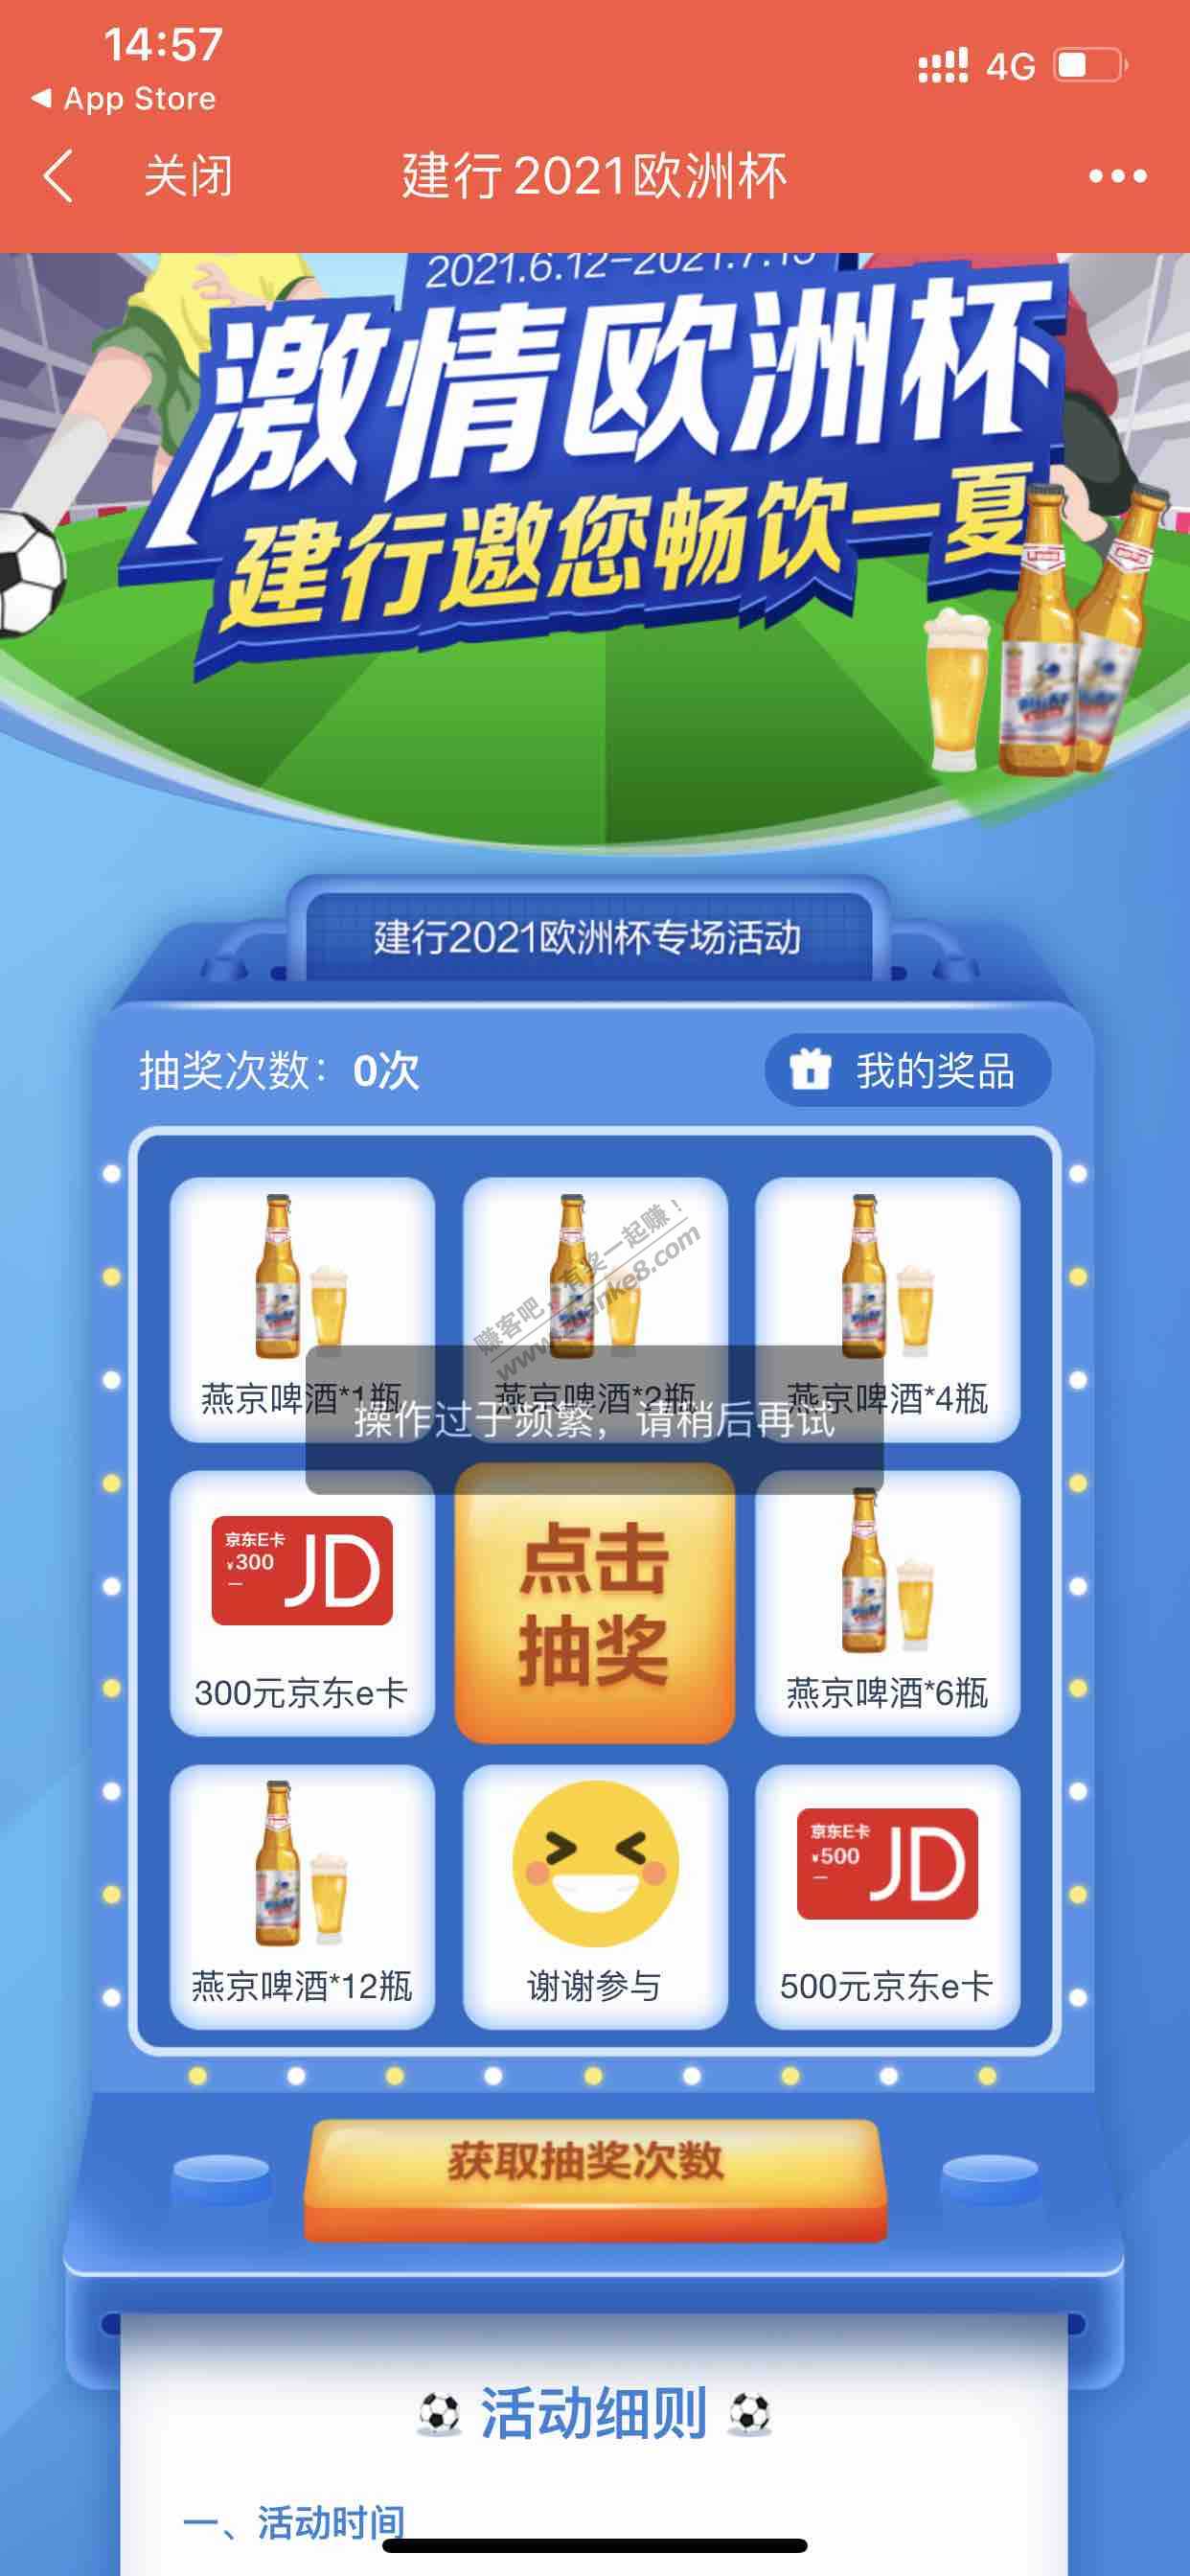 14:57
4G
App Store
关闭
建行2021欧洲杯
2021.6.12-2021.7.13
激情欧洲杯
建行邀您畅饮一夏
建行2021欧洲杯专场活动
抽奖次数：0次
我的奖品
赚客吧，有奖一起赚！
www.zuanke8.com
燕京啤酒*1瓶
燕京啤酒*2瓶
燕京啤酒*4瓶
操作过于频繁，请稍后再试
京东E卡
¥300
JD
300元京东e卡
点击
抽奖
燕京啤酒*6瓶
燕京啤酒*12瓶
谢谢参与
京东E卡
¥500
JD
500元京东e卡
获取抽奖次数
活动细则
一、活动时间